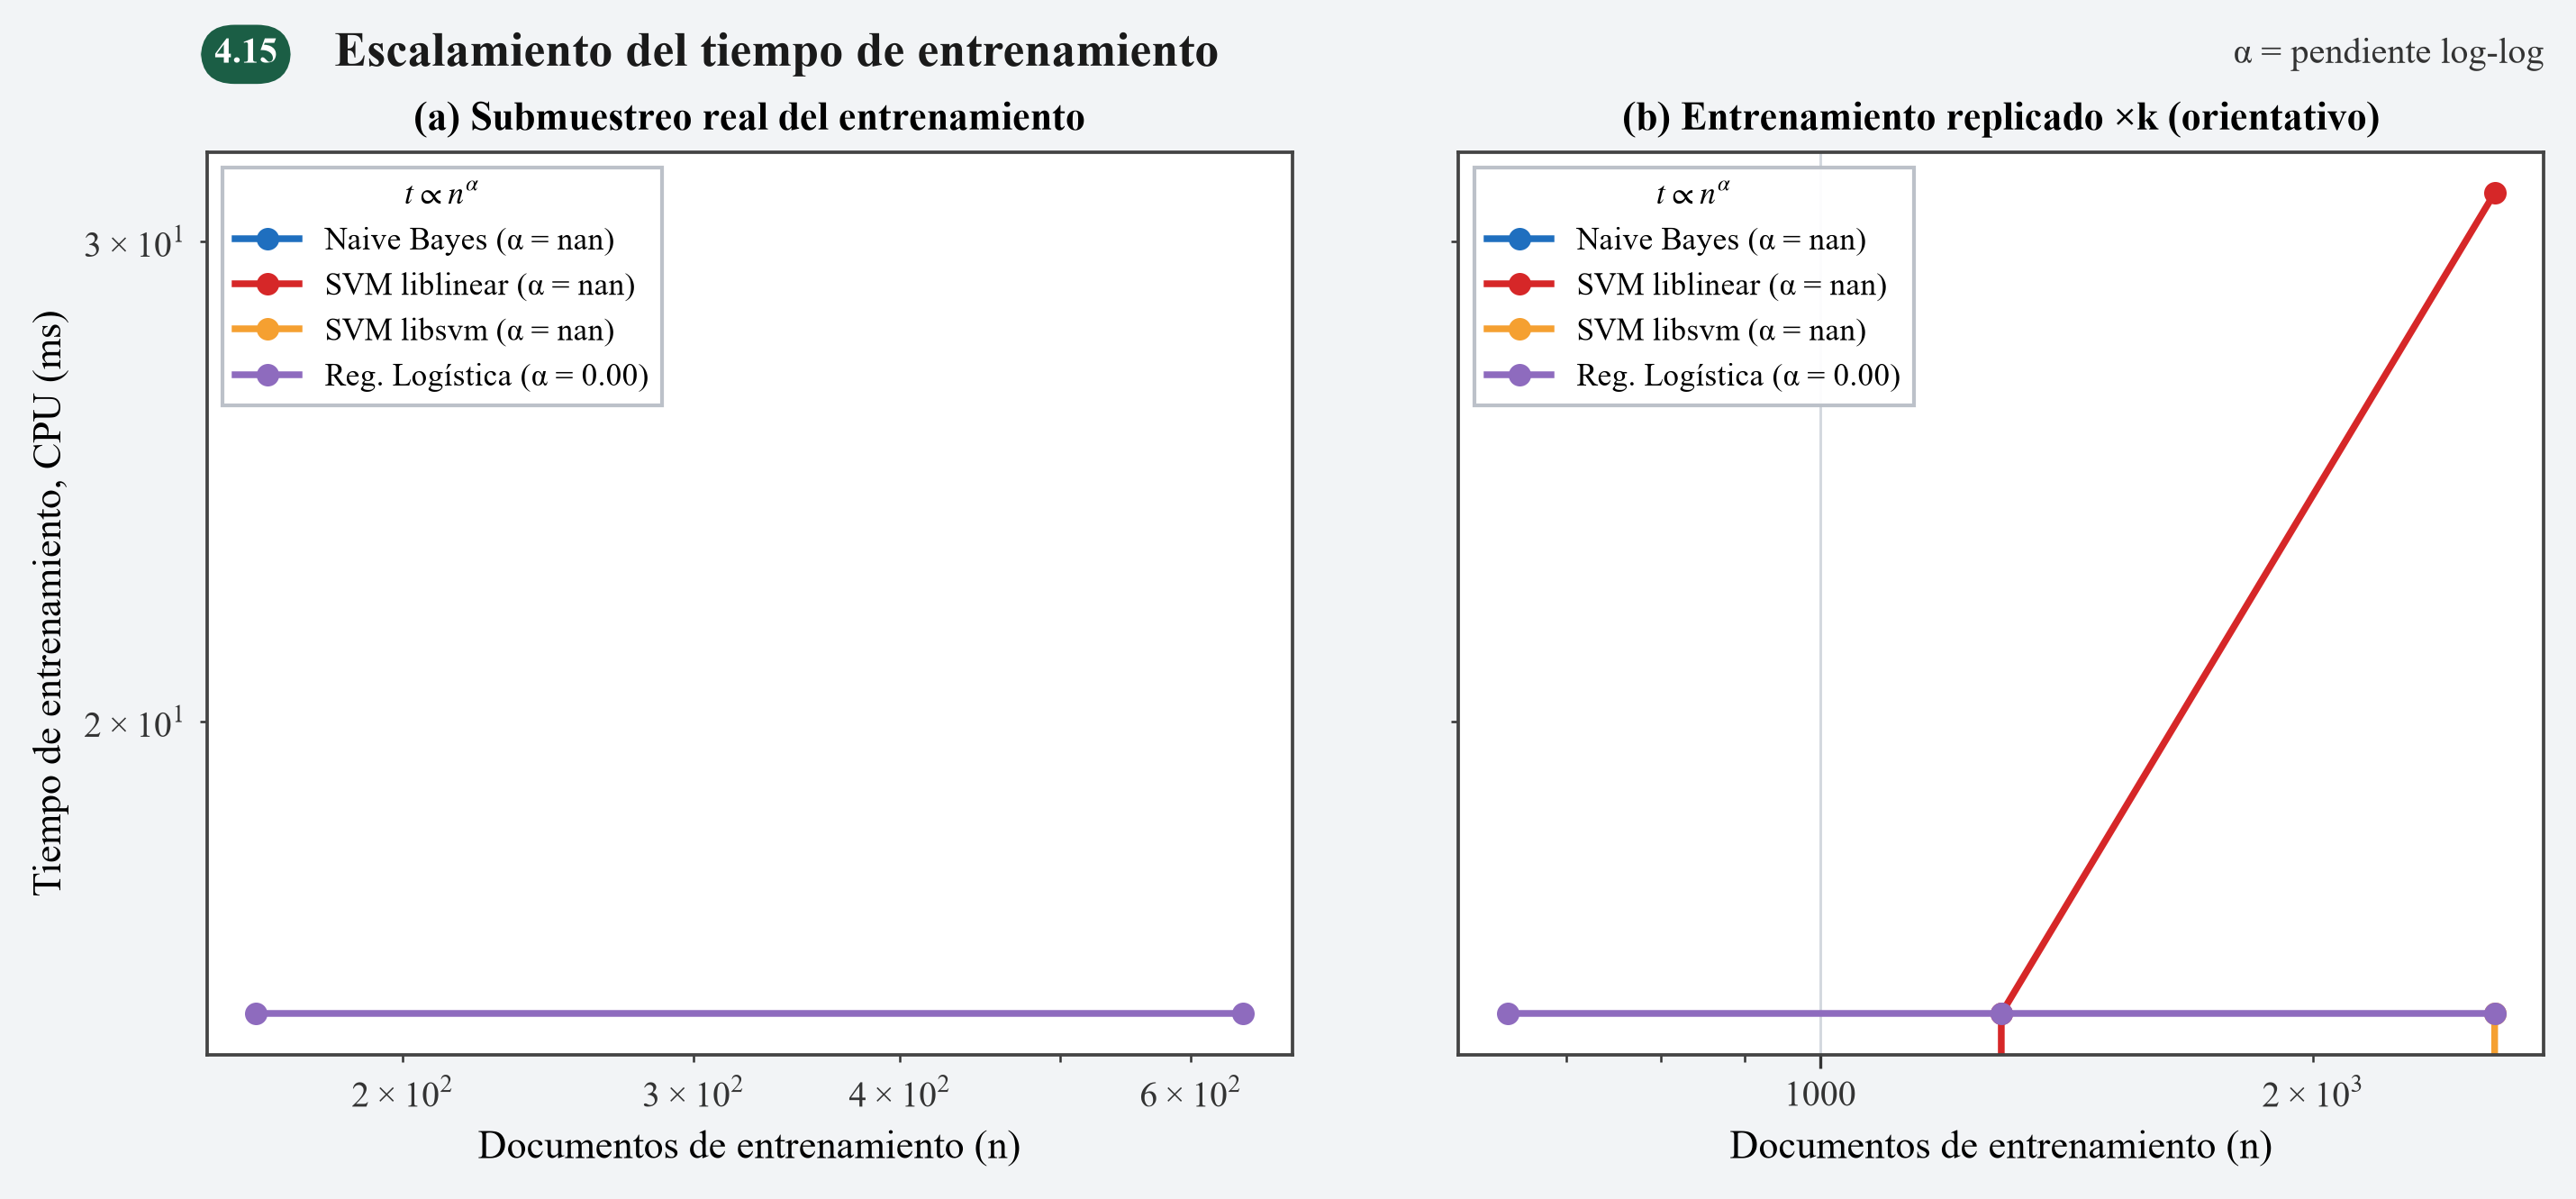 4.15 Escalamiento del tiempo de entrenamiento
α = pendiente log-log
(a) Submuestreo real del entrenamiento
t ∝ n^α
Naive Bayes (α = nan)
SVM liblinear (α = nan)
SVM libsvm (α = nan)
Reg. Logística (α = 0.00)
Tiempo de entrenamiento, CPU (ms)
3 × 10^1
2 × 10^1
2 × 10^2
3 × 10^2
4 × 10^2
6 × 10^2
Documentos de entrenamiento (n)
(b) Entrenamiento replicado ×k (orientativo)
t ∝ n^α
Naive Bayes (α = nan)
SVM liblinear (α = nan)
SVM libsvm (α = nan)
Reg. Logística (α = 0.00)
1000
2 × 10^3
Documentos de entrenamiento (n)